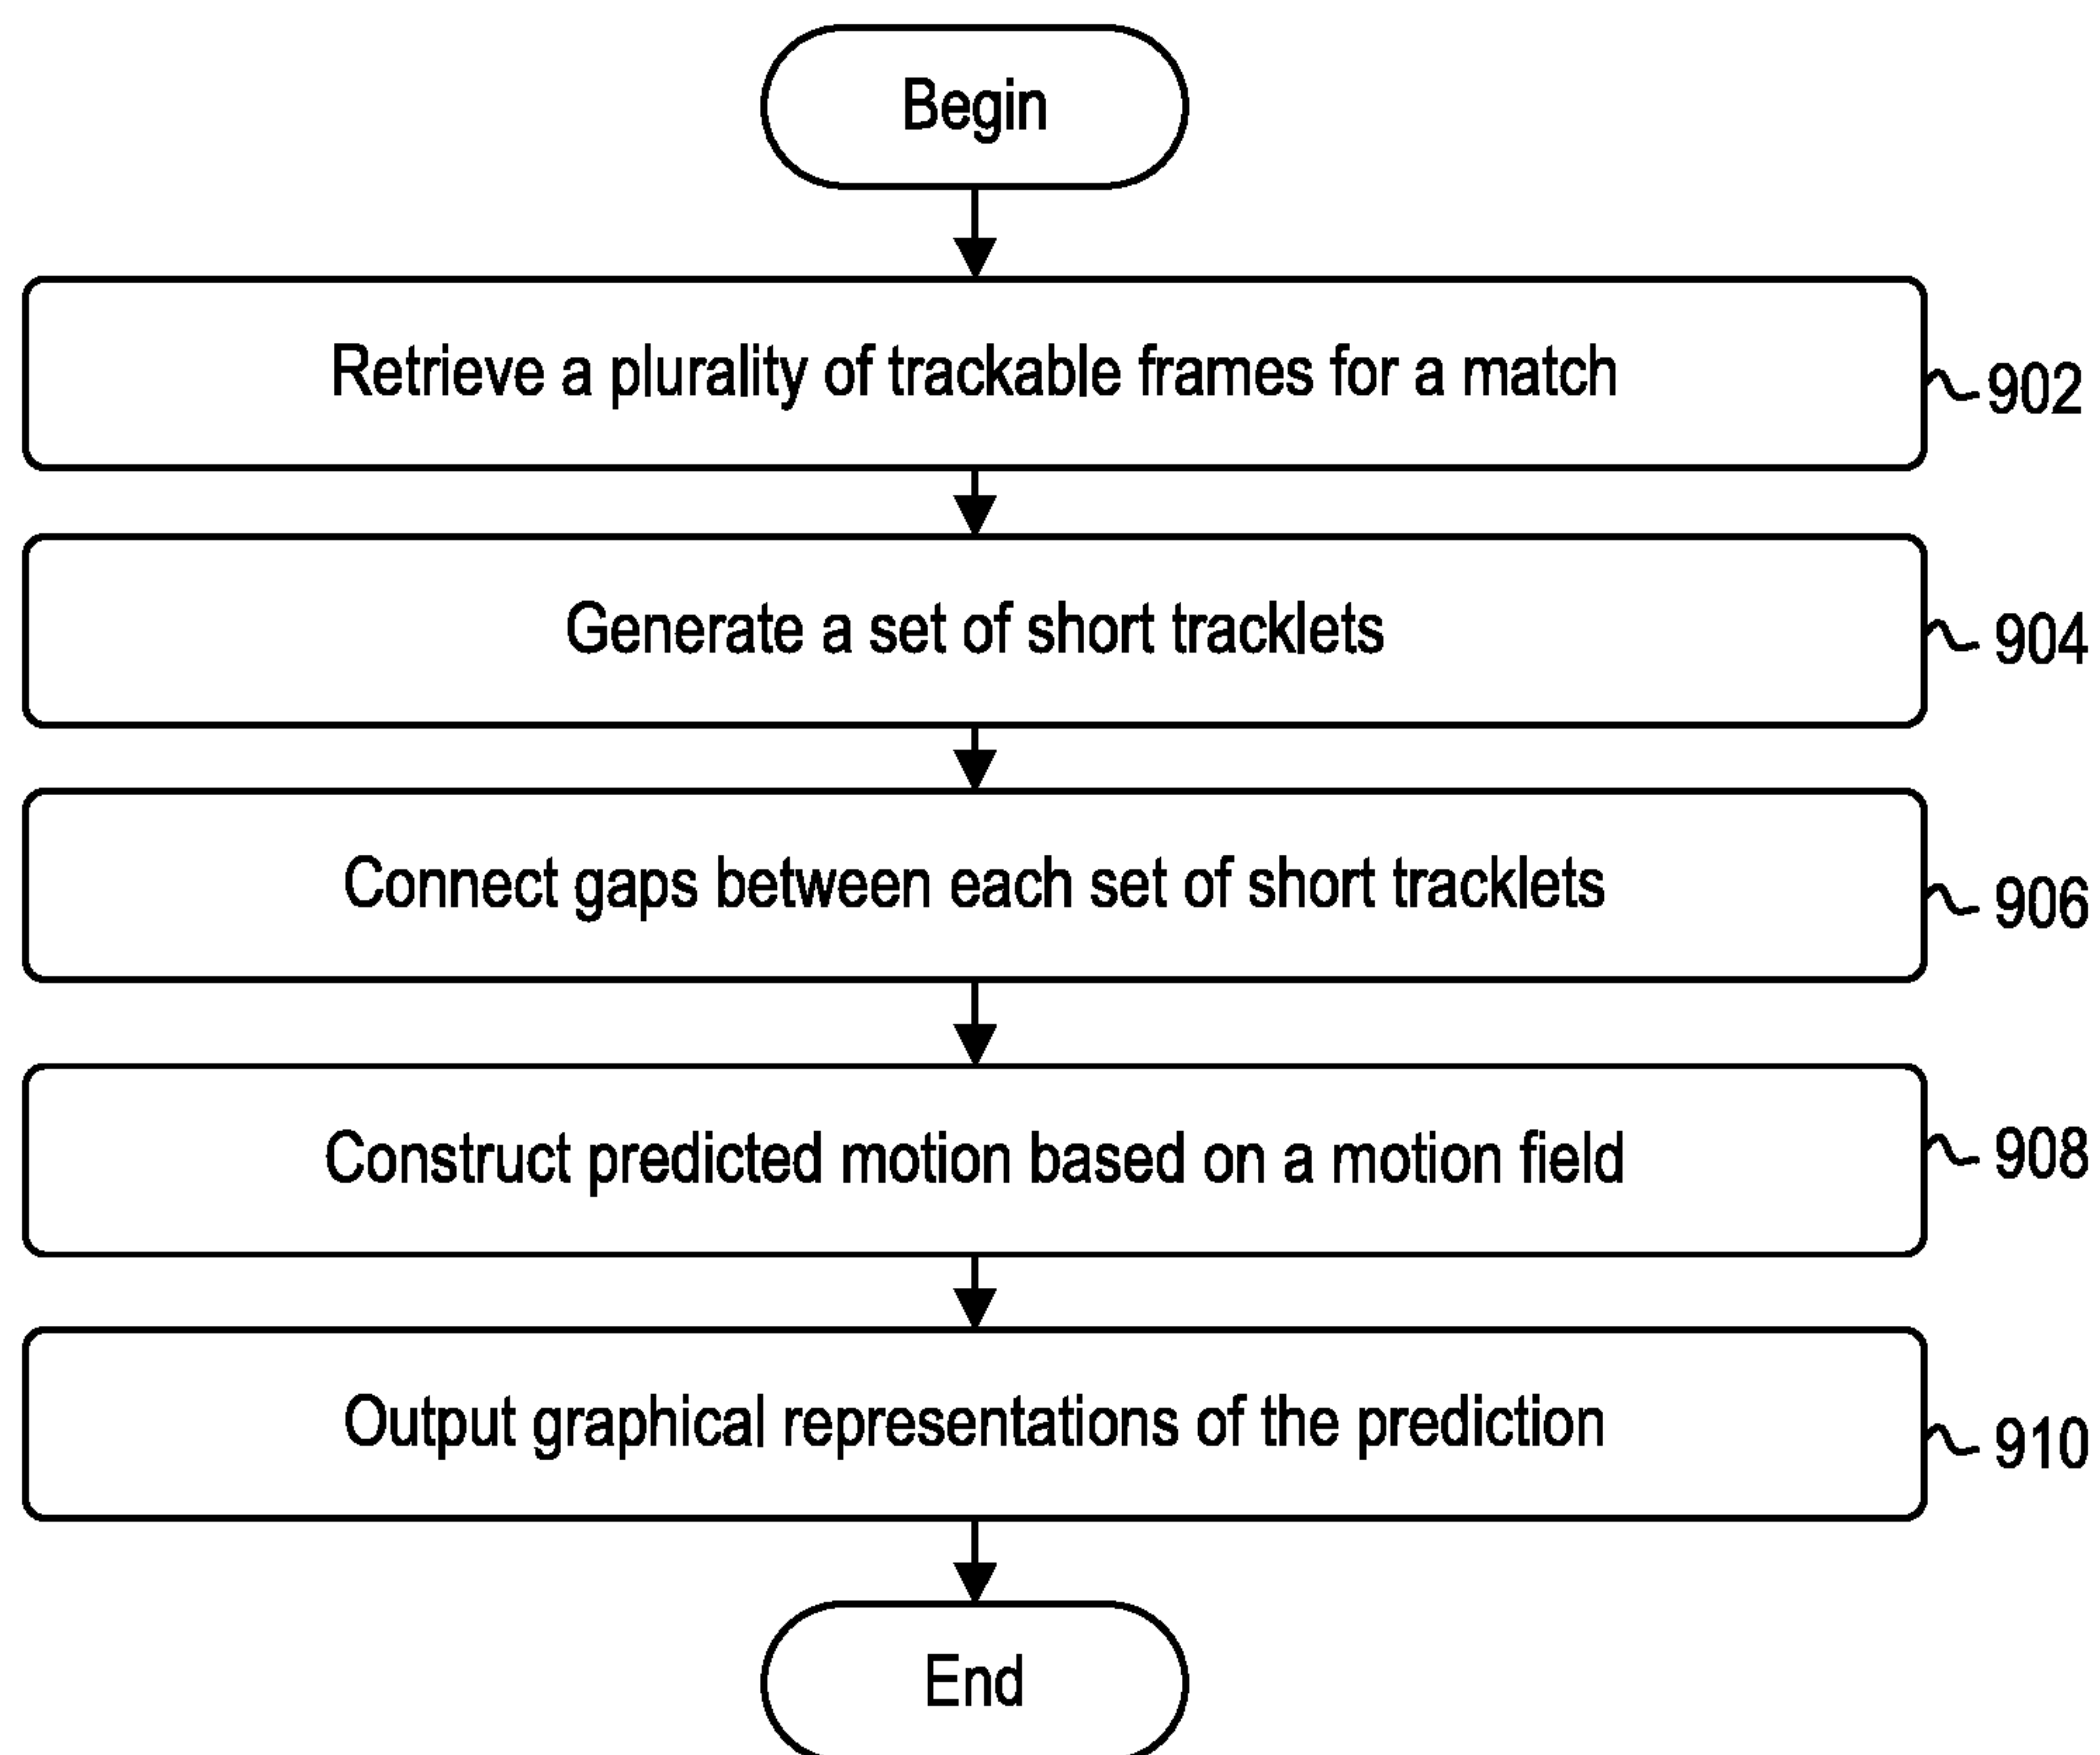 Begin
Retrieve a plurality of trackable frames for a match
902
Generate a set of short tracklets
904
Connect gaps between each set of short tracklets
906
Construct predicted motion based on a motion field
908
Output graphical representations of the prediction
910
End